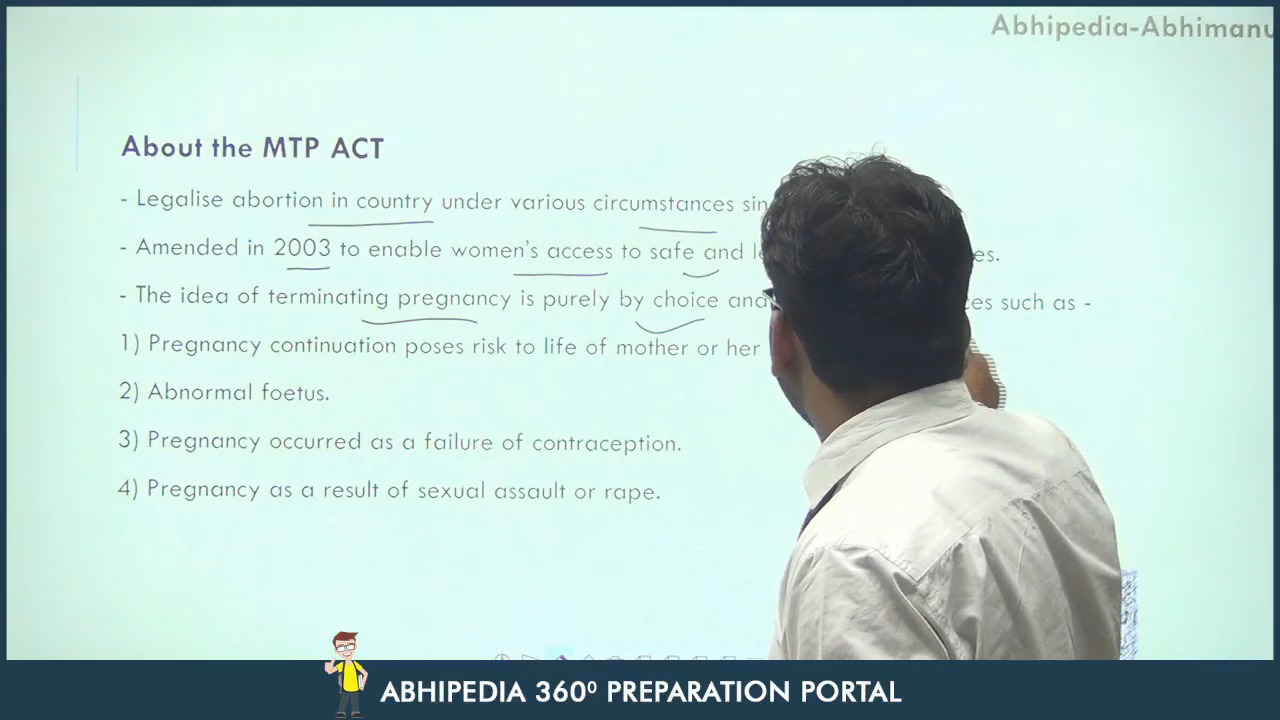 Abhipedia-Abhimanu
About the MTP ACT
- Legalise abortion in country under various circumstances
- Amended in 2003 to enable women's access to safe and
- The idea of terminating pregnancy is purely by choice and such as -
1) Pregnancy continuation poses risk to life of mother or her
2) Abnormal foetus.
3) Pregnancy occurred as a failure of contraception.
4) Pregnancy as a result of sexual assault or rape.
ABHIPEDIA 360⁰ PREPARATION PORTAL